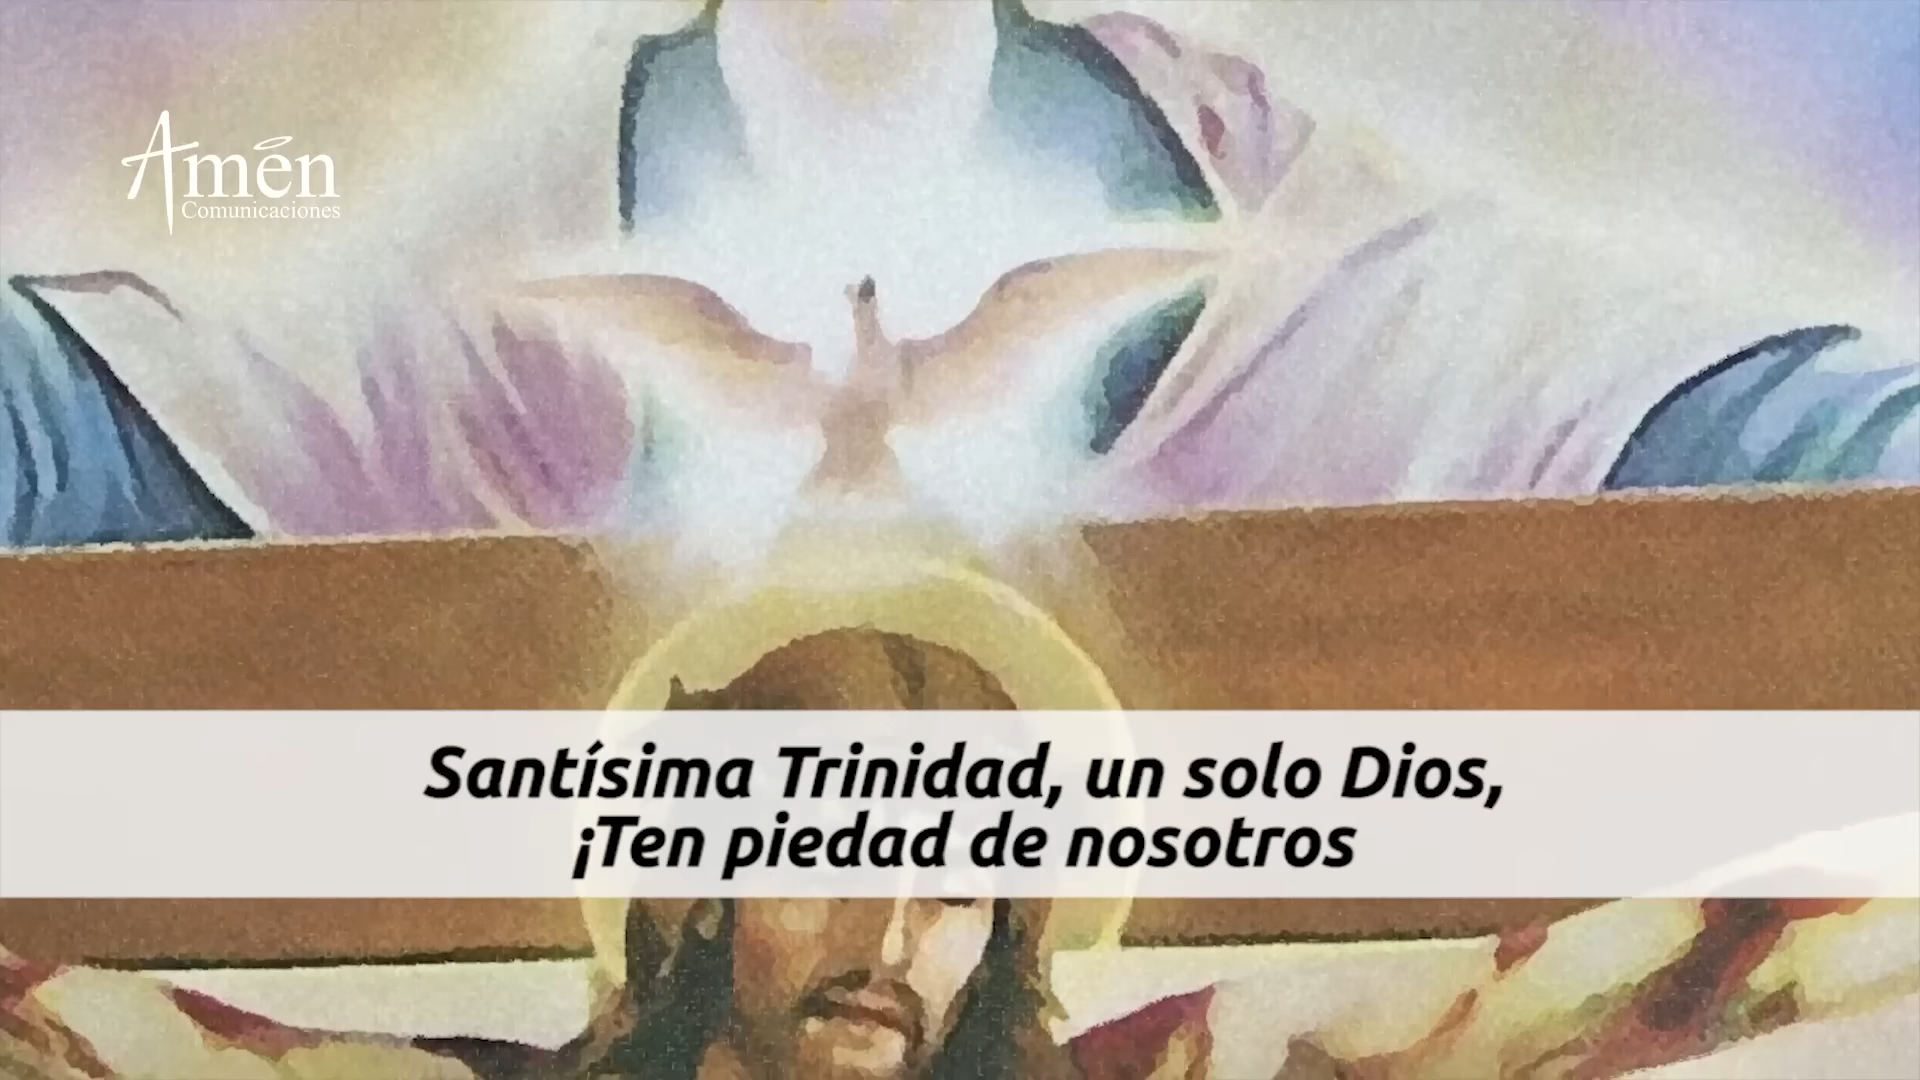 Amén
Comunicaciones
Santísima Trinidad, un solo Dios,
¡Ten piedad de nosotros